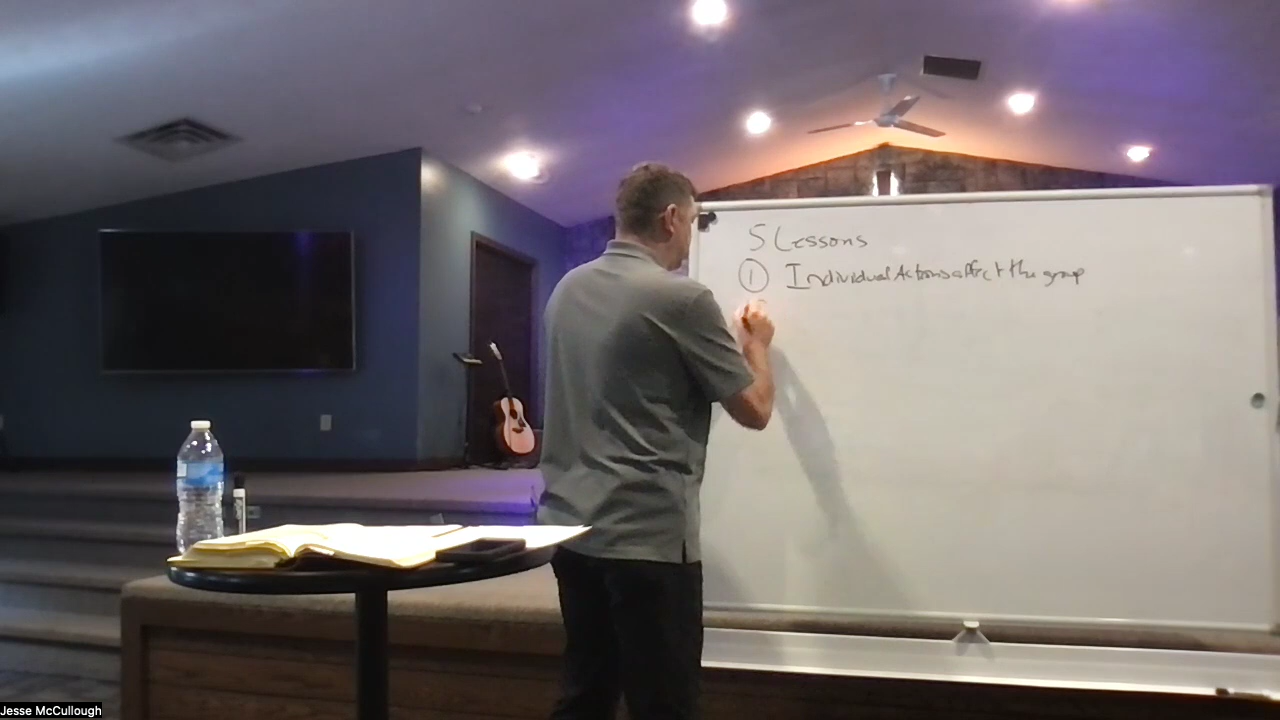 5 Lessons
① Individual Actions affect the group
Jesse McCullough